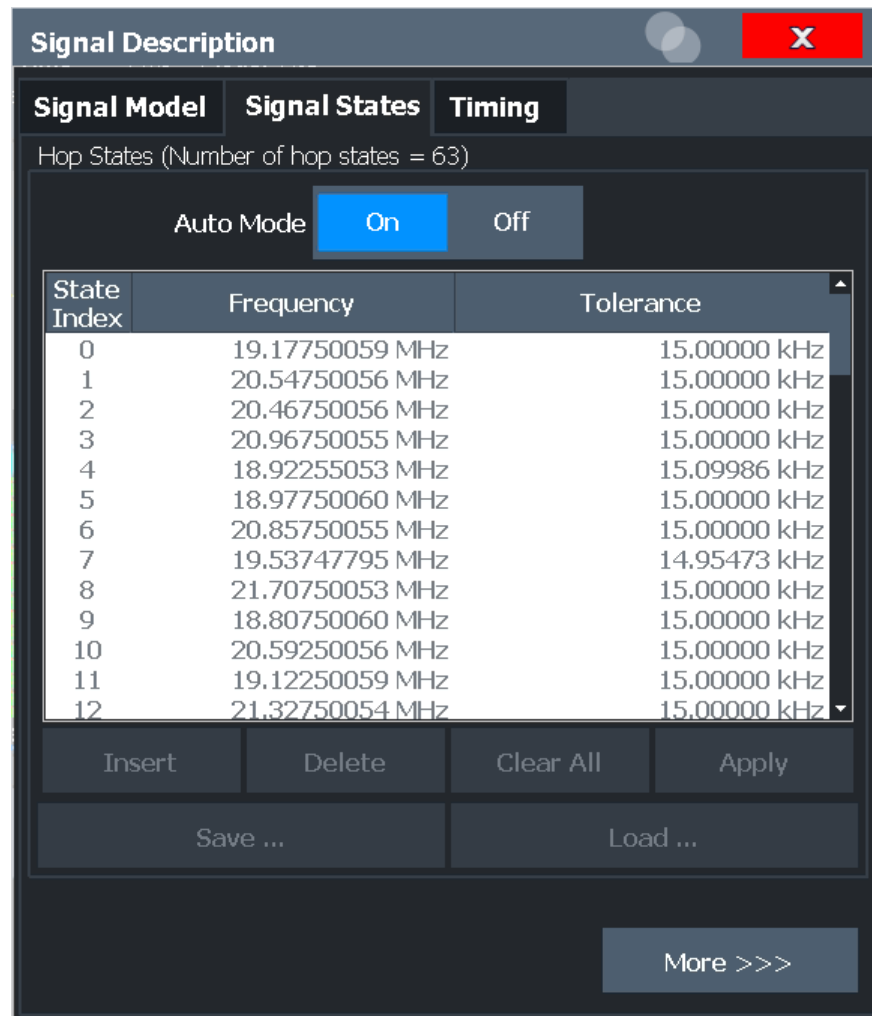 Signal Description
X
Signal Model Signal States Timing
Hop States (Number of hop states = 63)
Auto Mode On Off
State Index Frequency Tolerance
0 19.17750059 MHz 15.00000 kHz
1 20.54750056 MHz 15.00000 kHz
2 20.46750056 MHz 15.00000 kHz
3 20.96750055 MHz 15.00000 kHz
4 18.92255053 MHz 15.09986 kHz
5 18.97750060 MHz 15.00000 kHz
6 20.85750055 MHz 15.00000 kHz
7 19.53747795 MHz 14.95473 kHz
8 21.70750053 MHz 15.00000 kHz
9 18.80750060 MHz 15.00000 kHz
10 20.59250056 MHz 15.00000 kHz
11 19.12250059 MHz 15.00000 kHz
12 21.32750054 MHz 15.00000 kHz
Insert Delete Clear All Apply
Save ... Load ...
More >>>